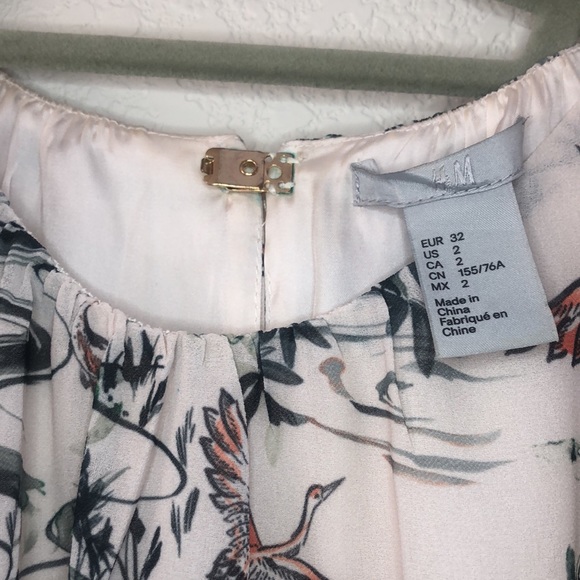 H&M
EUR 32
US 2
CA 2
CN 155/76A
MX 2
Made in
China
Fabriqué en
Chine